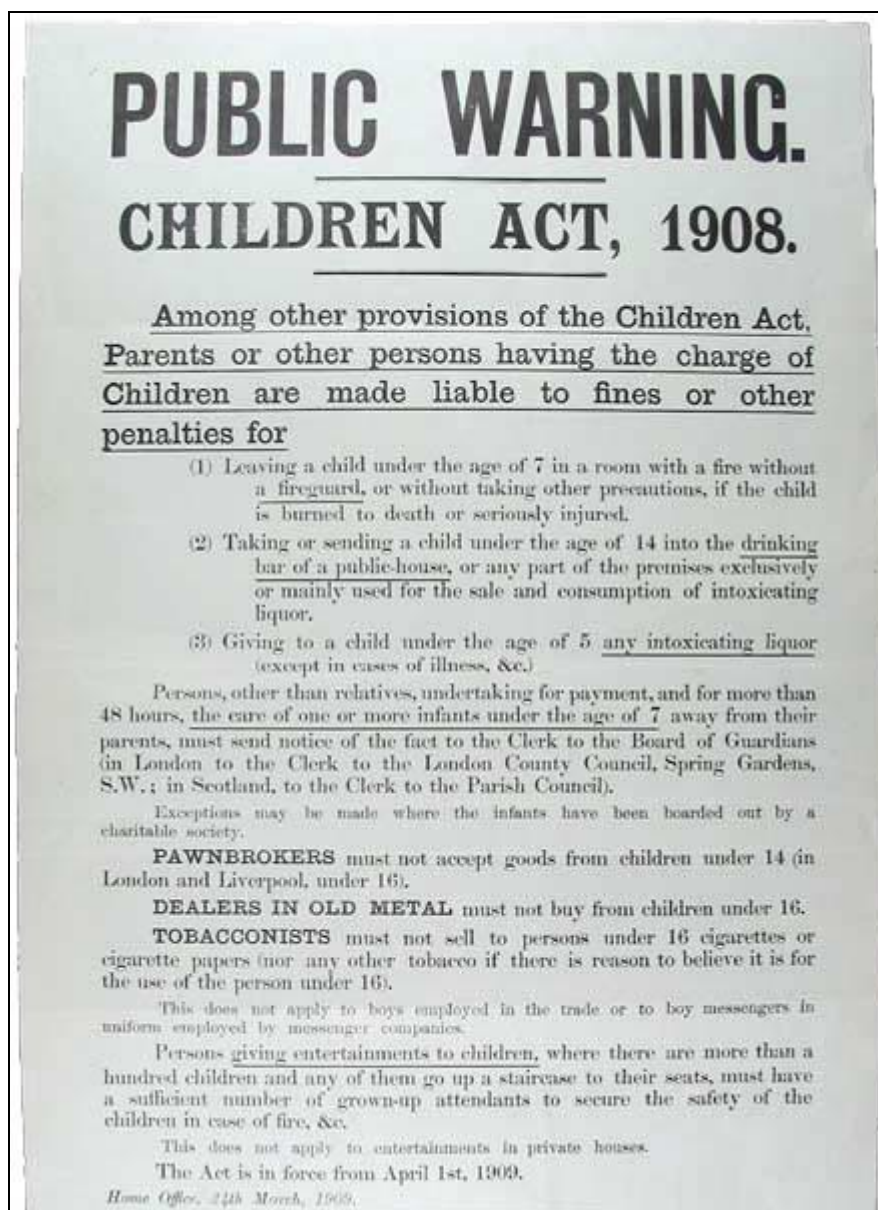 PUBLIC WARNING.
CHILDREN ACT, 1908.
Among other provisions of the Children Act,
Parents or other persons having the charge of
Children are made liable to fines or other
penalties for
(1) Leaving a child under the age of 7 in a room with a fire without
a fireguard, or without taking other precautions, if the child
is burned to death or seriously injured.
(2) Taking or sending a child under the age of 14 into the drinking
bar of a public-house, or any part of the premises exclusively
or mainly used for the sale and consumption of intoxicating
liquor.
(3) Giving to a child under the age of 5 any intoxicating liquor
(except in cases of illness, &c.)
Persons, other than relatives, undertaking for payment, and for more than
48 hours, the care of one or more infants under the age of 7 away from their
parents, must send notice of the fact to the Clerk to the Board of Guardians
(in London to the Clerk to the London County Council, Spring Gardens,
S.W.; in Scotland, to the Clerk to the Parish Council).
Exceptions may be made where the infants have been boarded out by a
charitable society.
PAWNBROKERS must not accept goods from children under 14 (in
London and Liverpool, under 16).
DEALERS IN OLD METAL must not buy from children under 16.
TOBACCONISTS must not sell to persons under 16 cigarettes or
cigarette papers (nor any other tobacco if there is reason to believe it is for
the use of the person under 16).
This does not apply to boys employed in the trade or to boy messengers in
uniform employed by messenger companies.
Persons giving entertainments to children, where there are more than a
hundred children and any of them go up a staircase to their seats, must have
a sufficient number of grown-up attendants to secure the safety of the
children in case of fire, &c.
This does not apply to entertainments in private houses.
The Act is in force from April 1st, 1909.
Home Office, 24th March, 1909.